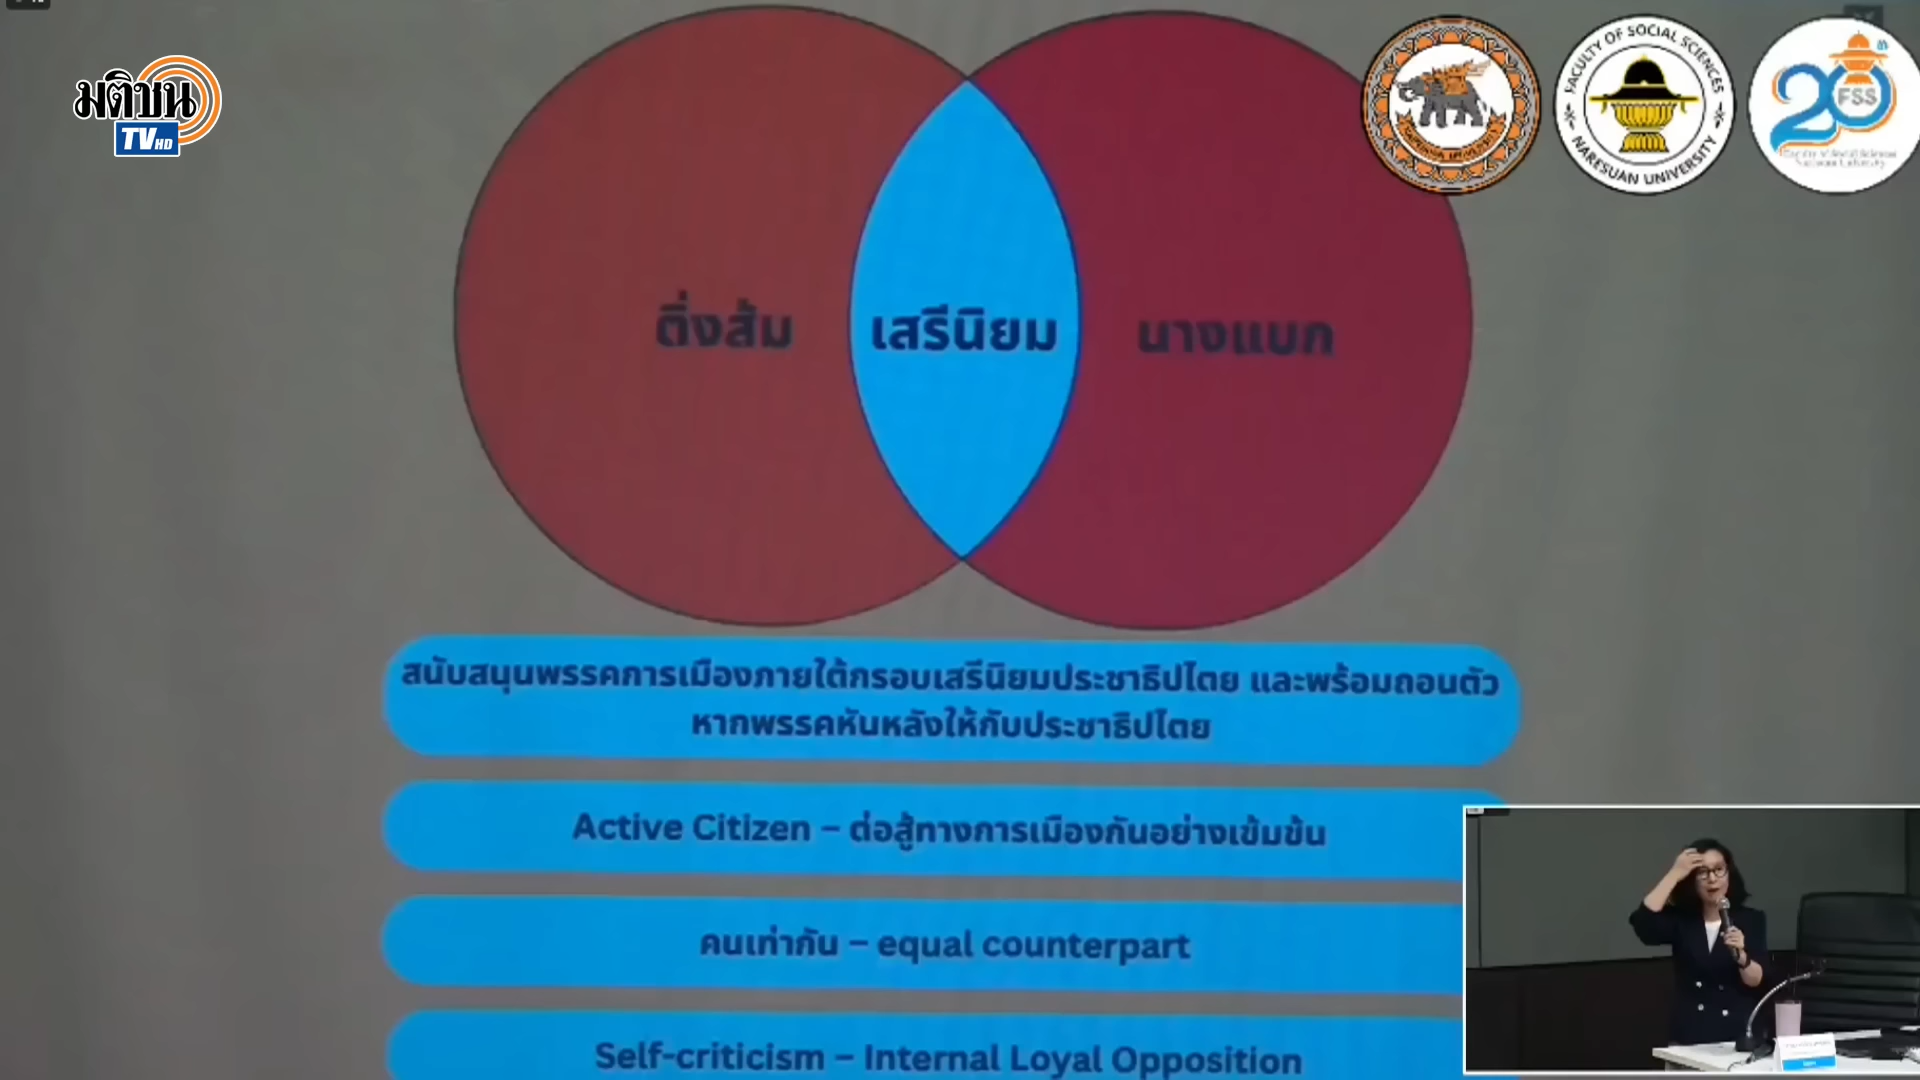 มติชน
TV HD
FACULTY OF SOCIAL SCIENCES
NARESUAN UNIVERSITY
20
FSS
ติ่งส้ม
เสรีนิยม
นางแบก
สนับสนุนพรรคการเมืองภายใต้กรอบเสรีนิยมประชาธิปไตย และพร้อมถอนตัว
หากพรรคหันหลังให้กับประชาธิปไตย
Active Citizen – ต่อสู้ทางการเมืองกันอย่างเข้มข้น
คนเท่ากัน – equal counterpart
Self-criticism – Internal Loyal Opposition